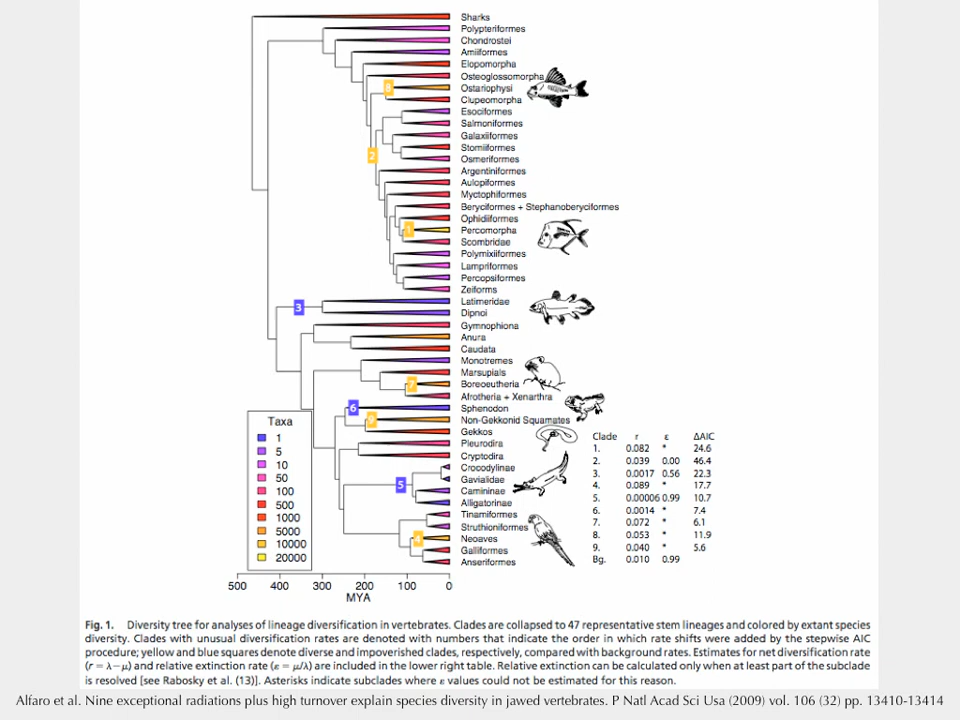 Sharks
Polypteriformes
Chondrostei
Amiiformes
Elopomorpha
Osteoglossomorpha
8 Ostariophysi
Clupeomorpha
Esociformes
Salmoniformes
Galaxiiformes
Stomiiformes
2
Osmeriformes
Argentiniformes
Aulopiformes
Myctophiformes
Beryciformes + Stephanoberyciformes
Ophidiiformes
1 Percomorpha
Scombridae
Polymixiiformes
Lampriformes
Percopsiformes
Zeiforms
Latimeridae
3
Dipnoi
Gymnophiona
Anura
Caudata
Monotremes
Marsupials
7 Boreoeutheria
Afrotheria + Xenarthra
6 Sphenodon
9 Non-Gekkonid Squamates
Gekkos
Pleurodira
Cryptodira
Crocodylinae
Gavialidae
5
Camininae
Alligatorinae
Tinamiformes
Struthioniformes
4 Neoaves
Galliformes
Anseriformes
Taxa
1
5
10
50
100
500
1000
5000
10000
20000
Clade r ε ΔAIC
1. 0.082 * 24.6
2. 0.039 0.00 46.4
3. 0.0017 0.56 22.3
4. 0.089 * 17.7
5. 0.00006 0.99 10.7
6. 0.0014 * 7.4
7. 0.072 * 6.1
8. 0.053 * 11.9
9. 0.040 * 5.6
Bg. 0.010 0.99
500 400 300 200 100 0
MYA
Fig. 1. Diversity tree for analyses of lineage diversification in vertebrates. Clades are collapsed to 47 representative stem lineages and colored by extant species
diversity. Clades with unusual diversification rates are denoted with numbers that indicate the order in which rate shifts were added by the stepwise AIC
procedure; yellow and blue squares denote diverse and impoverished clades, respectively, compared with background rates. Estimates for net diversification rate
(r = λ−μ) and relative extinction rate (ε = μ/λ) are included in the lower right table. Relative extinction can be calculated only when at least part of the subclade
is resolved [see Rabosky et al. (13)]. Asterisks indicate subclades where ε values could not be estimated for this reason.
Alfaro et al. Nine exceptional radiations plus high turnover explain species diversity in jawed vertebrates. P Natl Acad Sci Usa (2009) vol. 106 (32) pp. 13410-13414